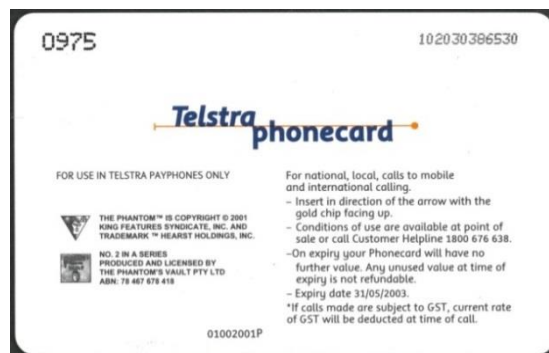 0975
102030386530
Telstra
phonecard
FOR USE IN TELSTRA PAYPHONES ONLY
THE PHANTOM™ IS COPYRIGHT © 2001
KING FEATURES SYNDICATE, INC. AND
TRADEMARK ™ HEARST HOLDINGS, INC.
NO. 2 IN A SERIES
PRODUCED AND LICENSED BY
THE PHANTOM'S VAULT PTY LTD
ABN: 78 467 678 418
01002001P
For national, local, calls to mobile
and international calling.
– Insert in direction of the arrow with the
gold chip facing up.
– Conditions of use are available at point of
sale or call Customer Helpline 1800 676 638.
–On expiry your Phonecard will have no
further value. Any unused value at time of
expiry is not refundable.
– Expiry date 31/05/2003.
*If calls made are subject to GST, current rate
of GST will be deducted at time of call.